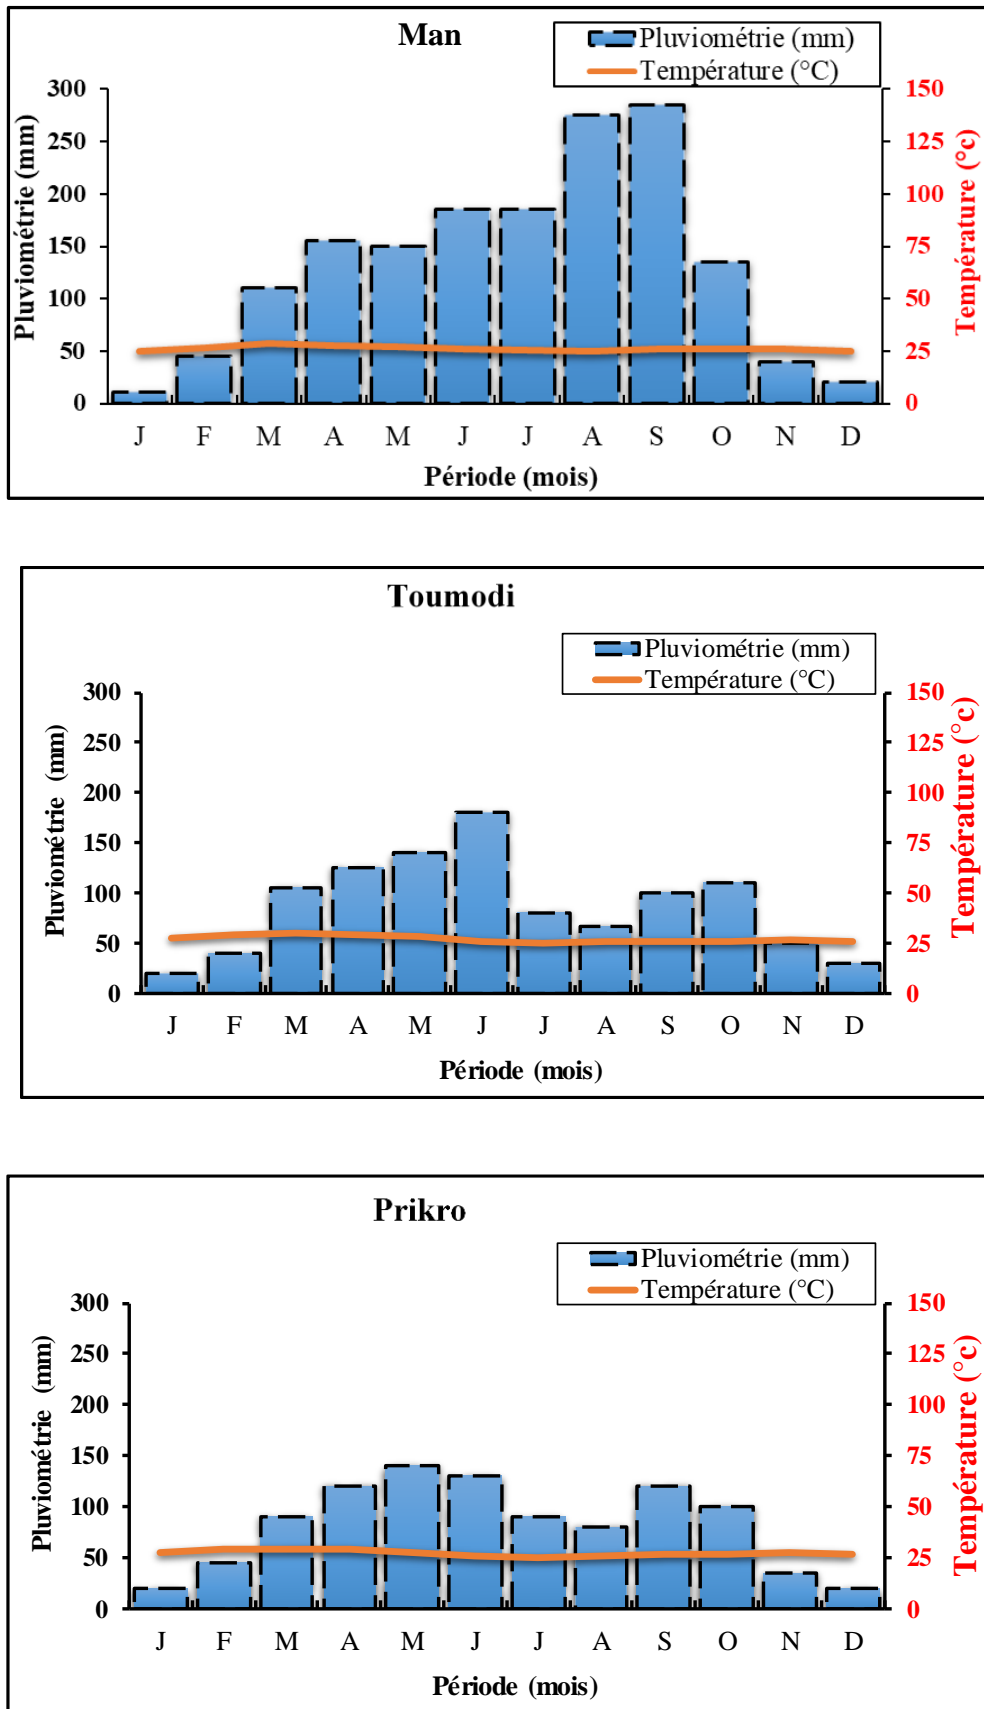 Man
Pluviométrie (mm)
Température (°C)
Pluviométrie (mm)
300
250
200
150
100
50
0
150
125
100
75
50
25
0
Température (°c)
J F M A M J J A S O N D
Période (mois)
Toumodi
Pluviométrie (mm)
Température (°C)
Pluviométrie (mm)
300
250
200
150
100
50
0
150
125
100
75
50
25
0
Température (°c)
J F M A M J J A S O N D
Période (mois)
Prikro
Pluviométrie (mm)
Température (°C)
Pluviométrie (mm)
300
250
200
150
100
50
0
150
125
100
75
50
25
0
Température (°c)
J F M A M J J A S O N D
Période (mois)